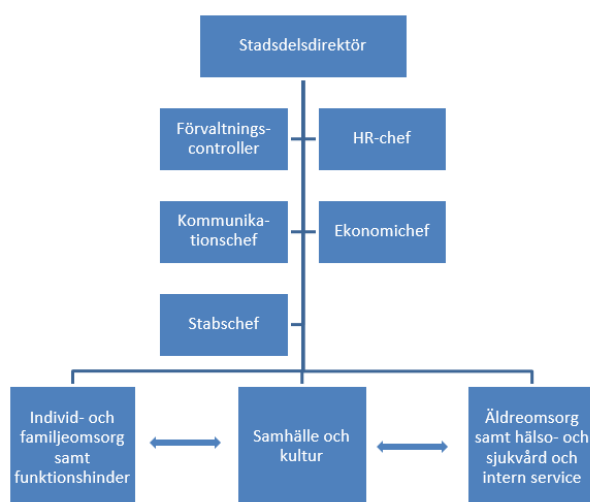 Stadsdelsdirektör
Förvaltnings-
controller
HR-chef
Kommunika-
tionschef
Ekonomichef
Stabschef
Individ- och
familjeomsorg
samt
funktionshinder
Samhälle och
kultur
Äldreomsorg
samt hälso- och
sjukvård och
intern service